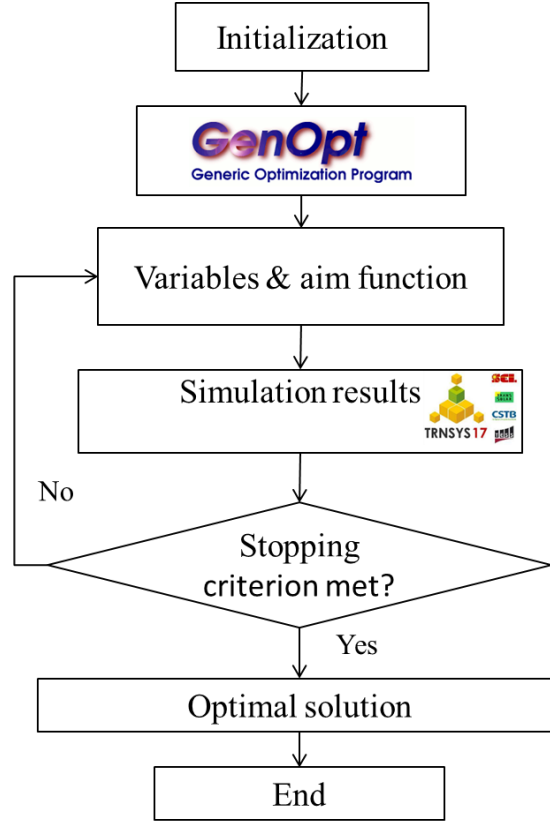 Initialization
GenOpt
Generic Optimization Program
Variables & aim function
Simulation results
TRNSYS 17
CSTB
No
Stopping
criterion met?
Yes
Optimal solution
End